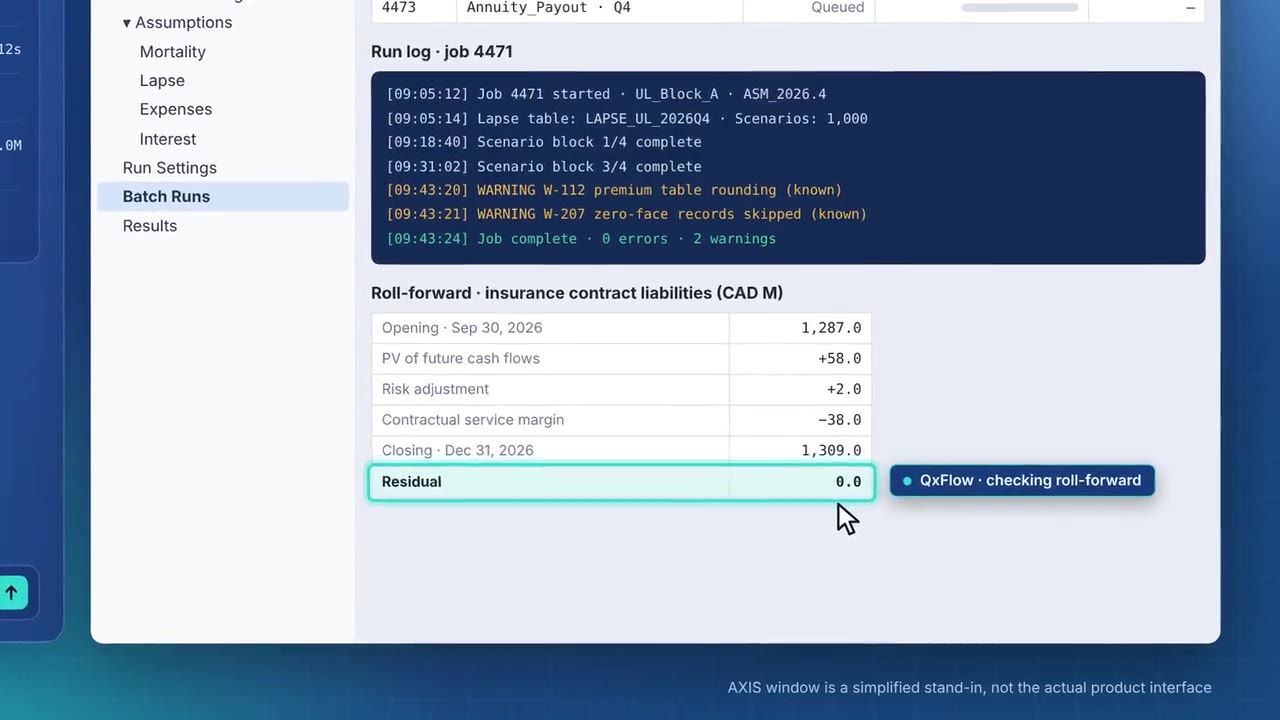 12s
.0M
▾ Assumptions
Mortality
Lapse
Expenses
Interest
Run Settings
Batch Runs
Results
4473 Annuity_Payout · Q4 Queued —
Run log · job 4471
[09:05:12] Job 4471 started · UL_Block_A · ASM_2026.4
[09:05:14] Lapse table: LAPSE_UL_2026Q4 · Scenarios: 1,000
[09:18:40] Scenario block 1/4 complete
[09:31:02] Scenario block 3/4 complete
[09:43:20] WARNING W-112 premium table rounding (known)
[09:43:21] WARNING W-207 zero-face records skipped (known)
[09:43:24] Job complete · 0 errors · 2 warnings
Roll-forward · insurance contract liabilities (CAD M)
Opening · Sep 30, 2026 1,287.0
PV of future cash flows +58.0
Risk adjustment +2.0
Contractual service margin −38.0
Closing · Dec 31, 2026 1,309.0
Residual 0.0
QxFlow · checking roll-forward
AXIS window is a simplified stand-in, not the actual product interface